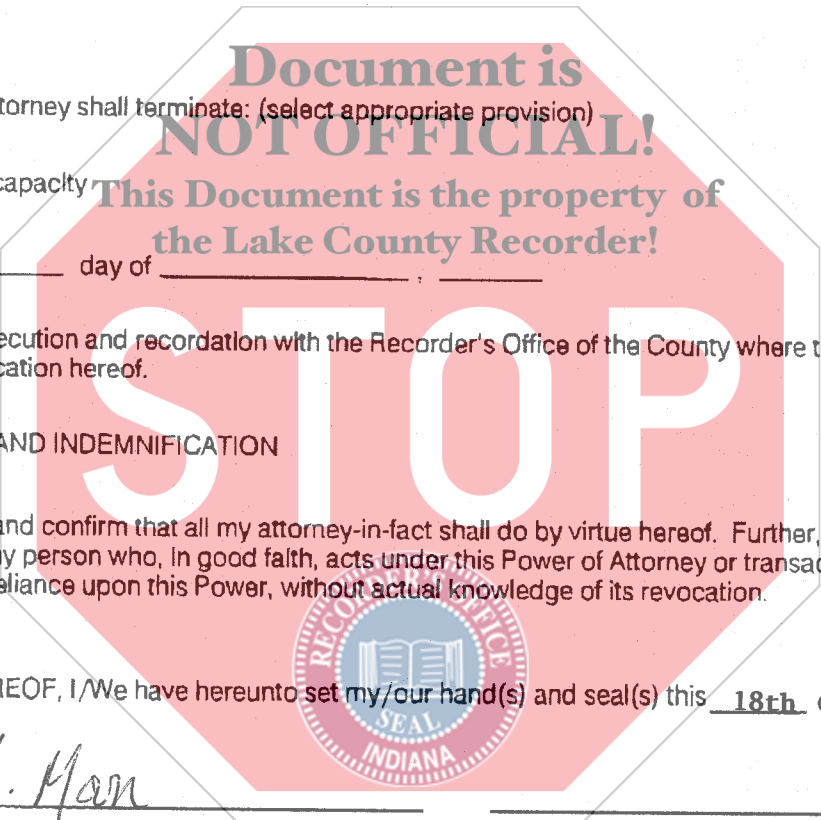 Document is
torney shall terminate: (select appropriate provision)
NOT OFFICIAL!
capacity
This Document is the property of
the Lake County Recorder!
day of
STOP
ecution and recordation with the Recorder's Office of the County where t
cation hereof.
AND INDEMNIFICATION
and confirm that all my attorney-in-fact shall do by virtue hereof. Further,
y person who, in good faith, acts under this Power of Attorney or transac
eliance upon this Power, without actual knowledge of its revocation.
RECORDER'S OFFICE
SEAL
INDIANA
EOF, I/We have hereunto set my/our hand(s) and seal(s) this 18th
Man